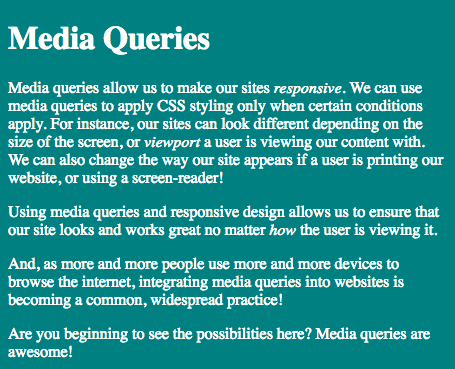 Media Queries
Media queries allow us to make our sites responsive. We can use
media queries to apply CSS styling only when certain conditions
apply. For instance, our sites can look different depending on the
size of the screen, or viewport a user is viewing our content with.
We can also change the way our site appears if a user is printing our
website, or using a screen-reader!
Using media queries and responsive design allows us to ensure that
our site looks and works great no matter how the user is viewing it.
And, as more and more people use more and more devices to
browse the internet, integrating media queries into websites is
becoming a common, widespread practice!
Are you beginning to see the possibilities here? Media queries are
awesome!